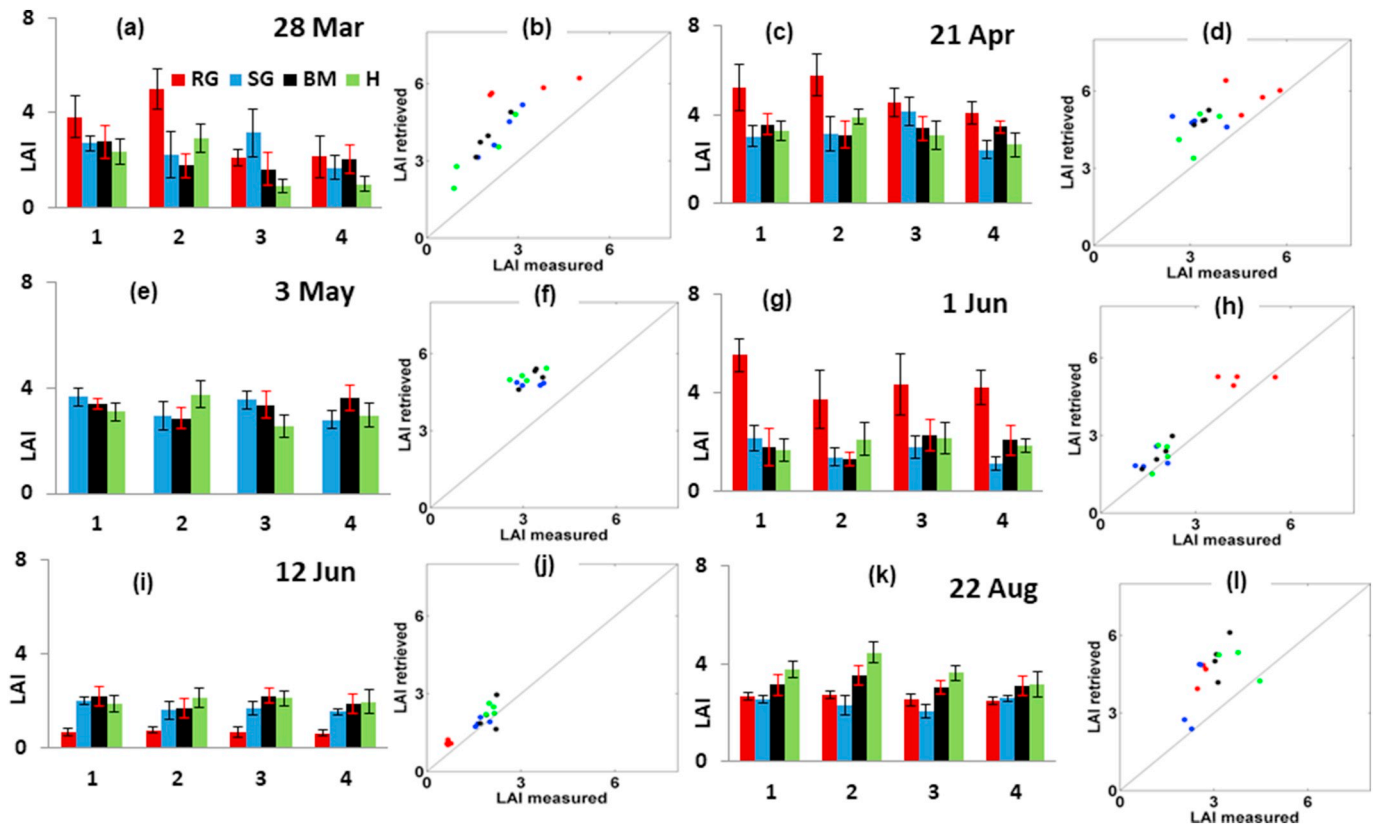 8
(a)
28 Mar
RG SG BM H
4
LAI
0
1 2 3 4
(b)
6
LAI retrieved
3
0
0 3 6
LAI measured
8
(c)
21 Apr
4
LAI
0
1 2 3 4
(d)
6
LAI retrieved
3
0
0 3 6
LAI measured
8
(e)
3 May
4
LAI
0
1 2 3 4
(f)
6
LAI retrieved
3
0
0 3 6
LAI measured
8
(g)
1 Jun
4
LAI
0
1 2 3 4
(h)
6
LAI retrieved
3
0
0 3 6
LAI measured
8
(i)
12 Jun
4
LAI
0
1 2 3 4
(j)
6
LAI retrieved
3
0
0 3 6
LAI measured
8
(k)
22 Aug
4
LAI
0
1 2 3 4
(l)
6
LAI retrieved
3
0
0 3 6
LAI measured